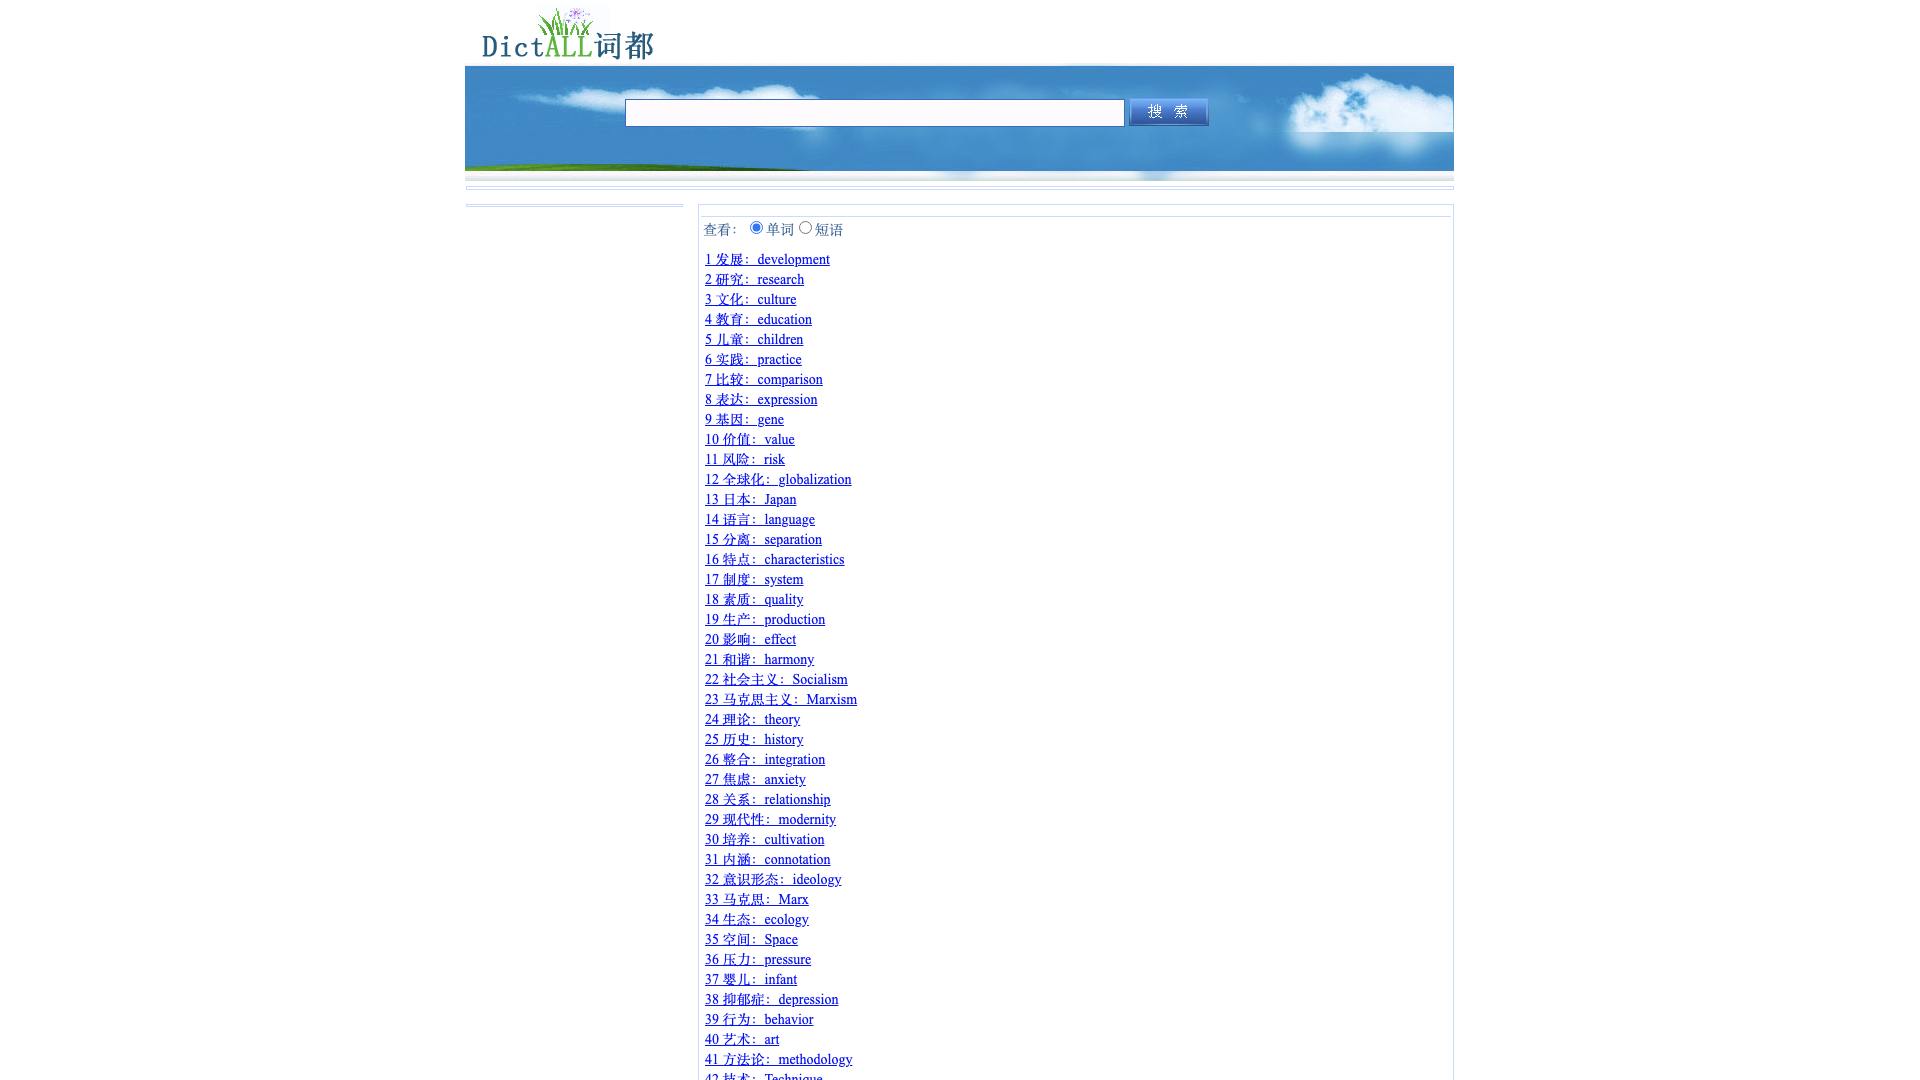 DictALL词都
搜 索
查看： 单词 短语
1 发展：development
2 研究：research
3 文化：culture
4 教育：education
5 儿童：children
6 实践：practice
7 比较：comparison
8 表达：expression
9 基因：gene
10 价值：value
11 风险：risk
12 全球化：globalization
13 日本：Japan
14 语言：language
15 分离：separation
16 特点：characteristics
17 制度：system
18 素质：quality
19 生产：production
20 影响：effect
21 和谐：harmony
22 社会主义：Socialism
23 马克思主义：Marxism
24 理论：theory
25 历史：history
26 整合：integration
27 焦虑：anxiety
28 关系：relationship
29 现代性：modernity
30 培养：cultivation
31 内涵：connotation
32 意识形态：ideology
33 马克思：Marx
34 生态：ecology
35 空间：Space
36 压力：pressure
37 婴儿：infant
38 抑郁症：depression
39 行为：behavior
40 艺术：art
41 方法论：methodology
42 技术：Technique